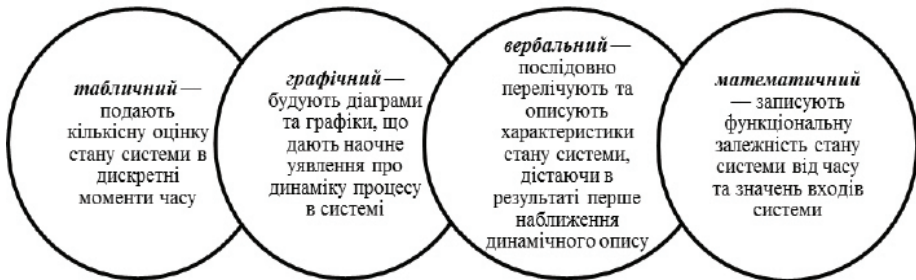 табличний —
подають
кількісну оцінку
стану системи в
дискретні
моменти часу
графічний —
будують діаграми
та графіки, що
дають наочне
уявлення про
динаміку процесу
в системі
вербальний —
послідовно
перелічують та
описують
характеристики
стану системи,
дістаючи в
результаті перше
наближення
динамічного опису
математичний
— записують
функціональну
залежність стану
системи від часу
та значень входів
системи